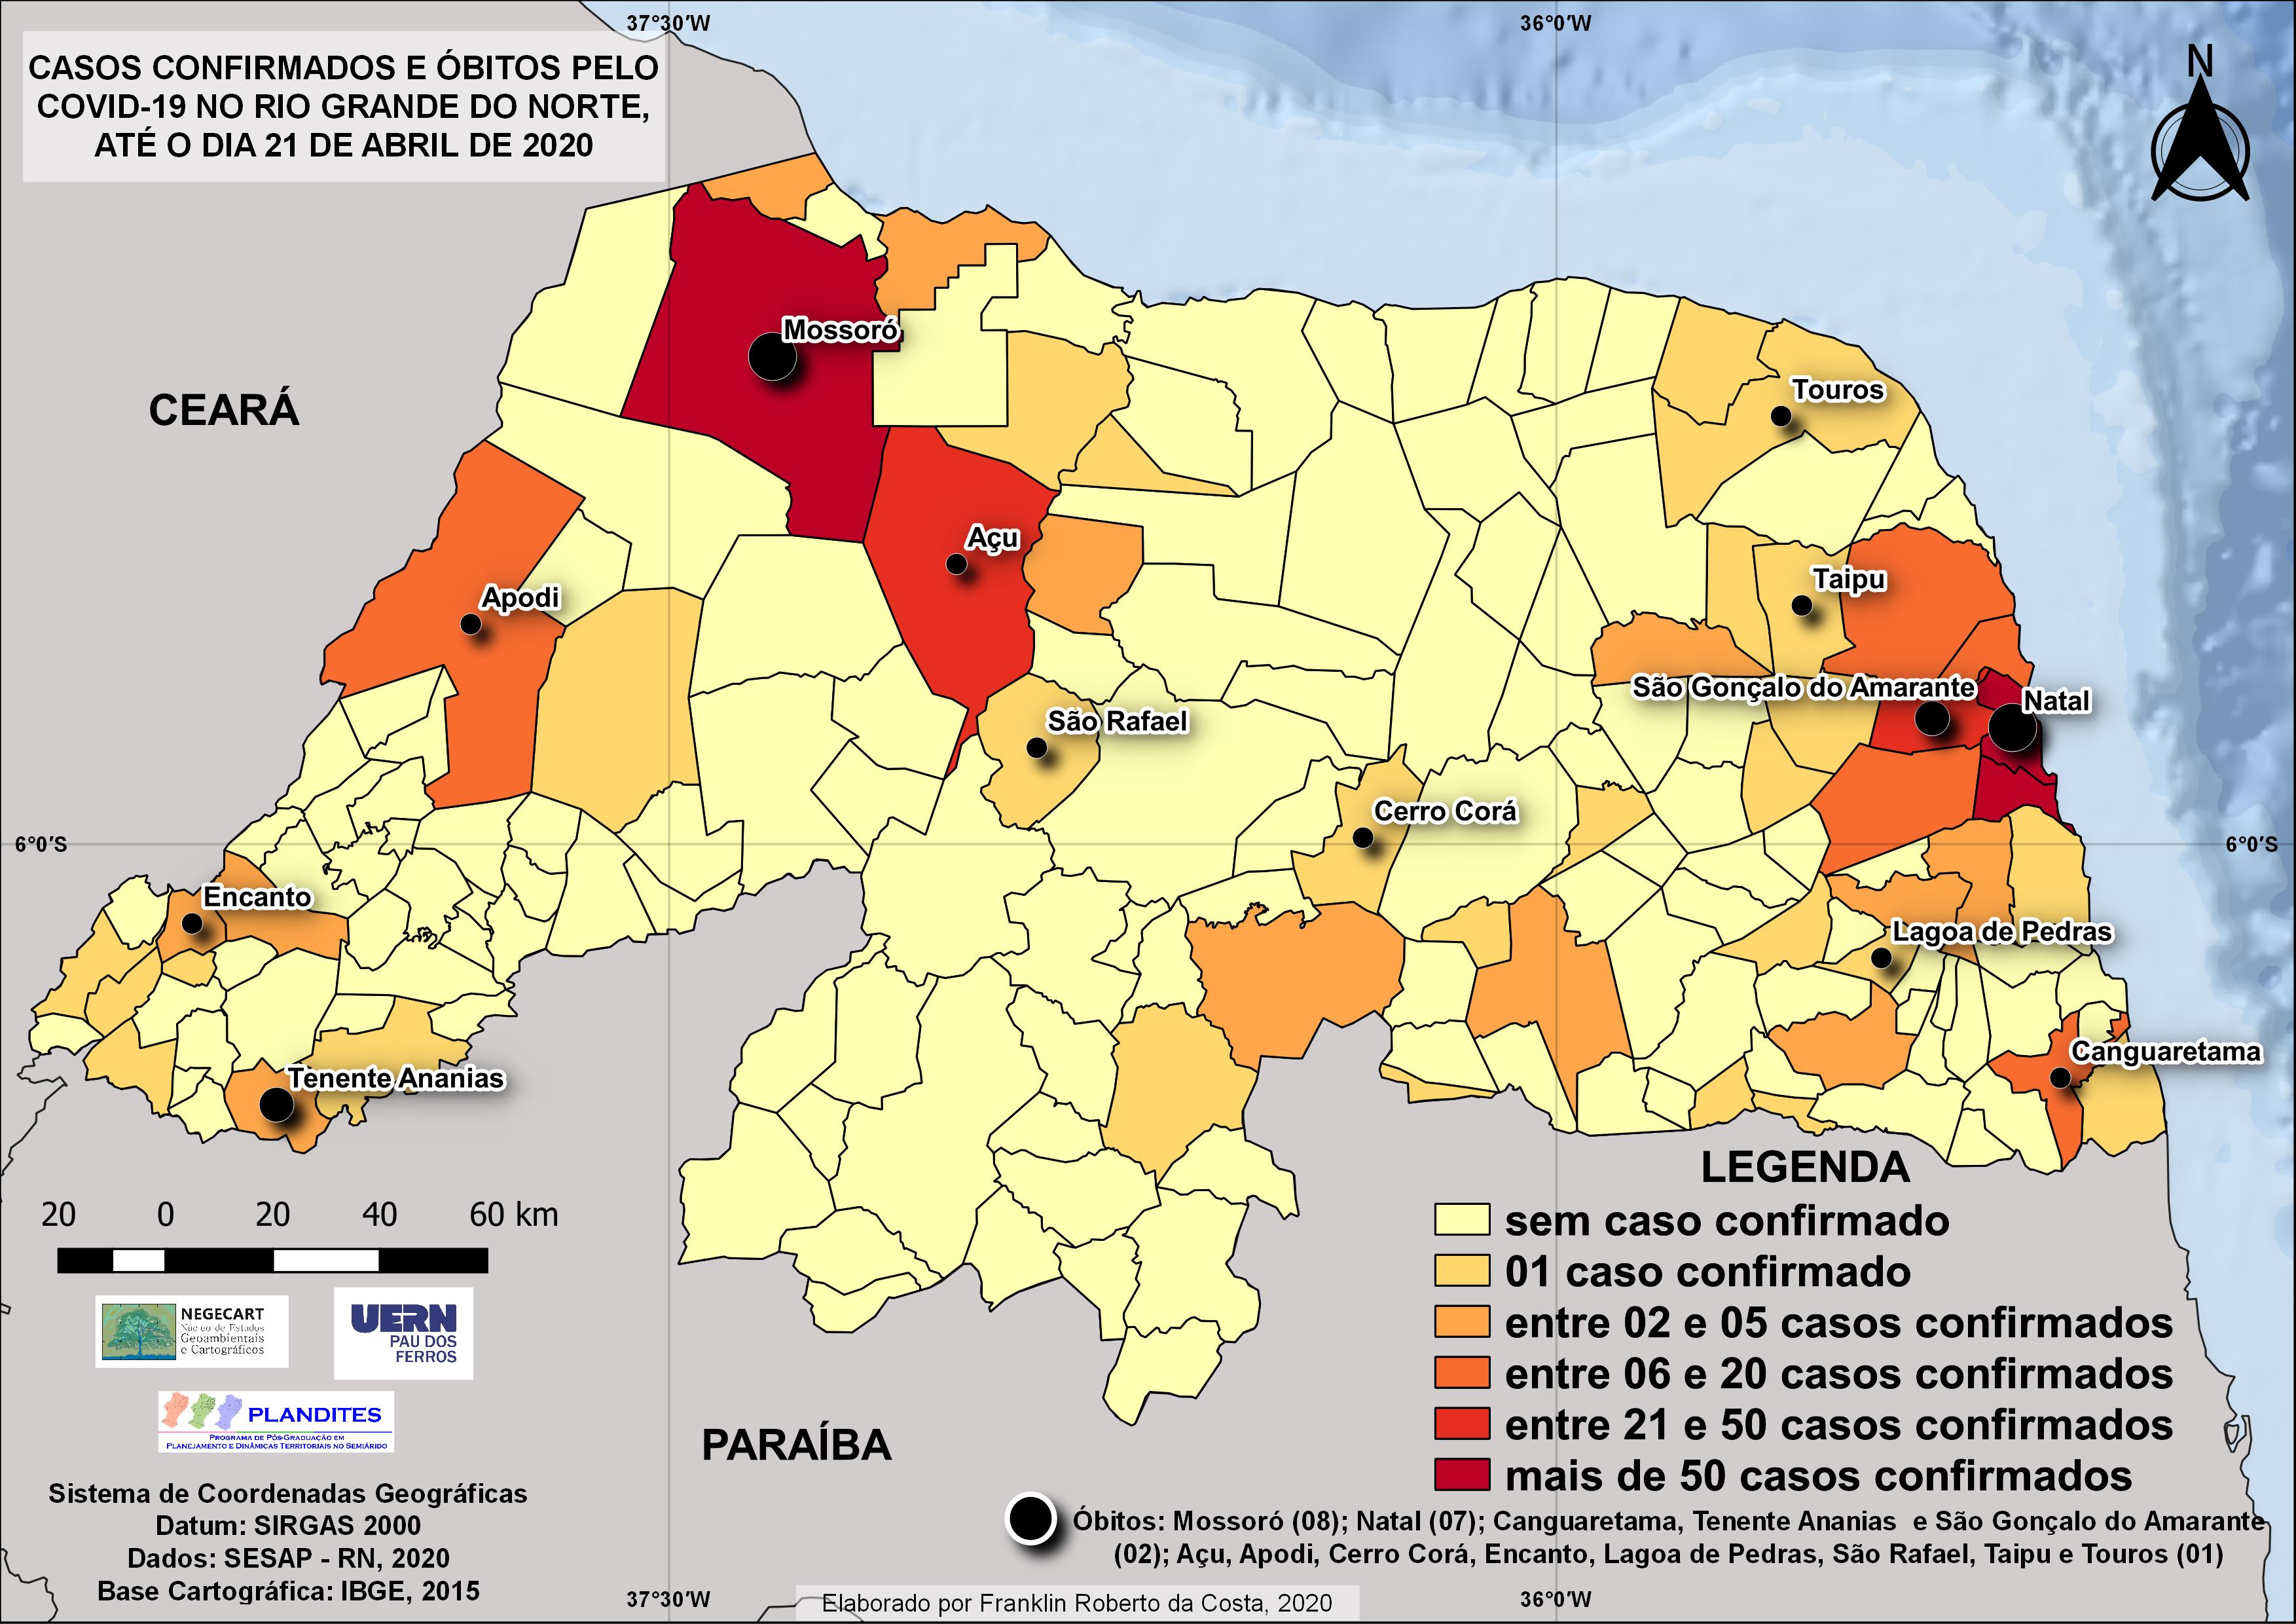 37°30′W
36°0′W
CASOS CONFIRMADOS E ÓBITOS PELO
COVID-19 NO RIO GRANDE DO NORTE,
ATÉ O DIA 21 DE ABRIL DE 2020
N
CEARÁ
Mossoró
Touros
Açu
Taipu
Apodi
São Gonçalo do Amarante
Natal
São Rafael
Cerro Corá
6°0′S
6°0′S
Encanto
Lagoa de Pedras
Canguaretama
Tenente Ananias
20 0 20 40 60 km
NEGECART
Núcleo de Estudos
Geoambientais
e Cartográficos
UERN
PAU DOS
FERROS
PLANDITES
PROGRAMA DE PÓS-GRADUAÇÃO EM
PLANEJAMENTO E DINÂMICAS TERRITORIAIS NO SEMIÁRIDO
PARAÍBA
Sistema de Coordenadas Geográficas
Datum: SIRGAS 2000
Dados: SESAP - RN, 2020
Base Cartográfica: IBGE, 2015
LEGENDA
sem caso confirmado
01 caso confirmado
entre 02 e 05 casos confirmados
entre 06 e 20 casos confirmados
entre 21 e 50 casos confirmados
mais de 50 casos confirmados
Óbitos: Mossoró (08); Natal (07); Canguaretama, Tenente Ananias e São Gonçalo do Amarante
(02); Açu, Apodi, Cerro Corá, Encanto, Lagoa de Pedras, São Rafael, Taipu e Touros (01)
37°30′W
Elaborado por Franklin Roberto da Costa, 2020
36°0′W